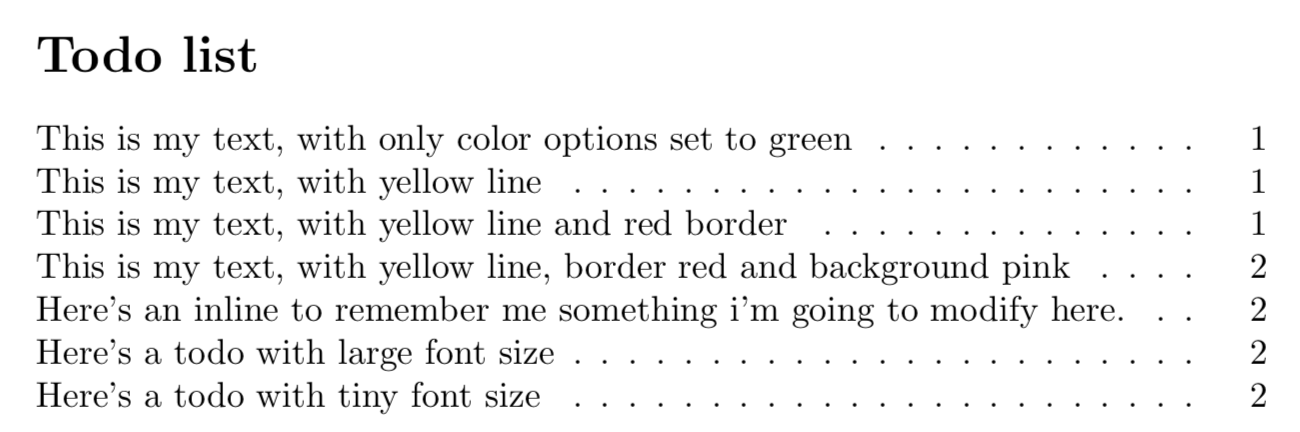 Todo list
This is my text, with only color options set to green . . . . . . . . . . . . 1
This is my text, with yellow line . . . . . . . . . . . . . . . . . . . . . . . 1
This is my text, with yellow line and red border . . . . . . . . . . . . . . 1
This is my text, with yellow line, border red and background pink . . . . 2
Here's an inline to remember me something i'm going to modify here. . . 2
Here's a todo with large font size . . . . . . . . . . . . . . . . . . . . . . . 2
Here's a todo with tiny font size . . . . . . . . . . . . . . . . . . . . . . . 2